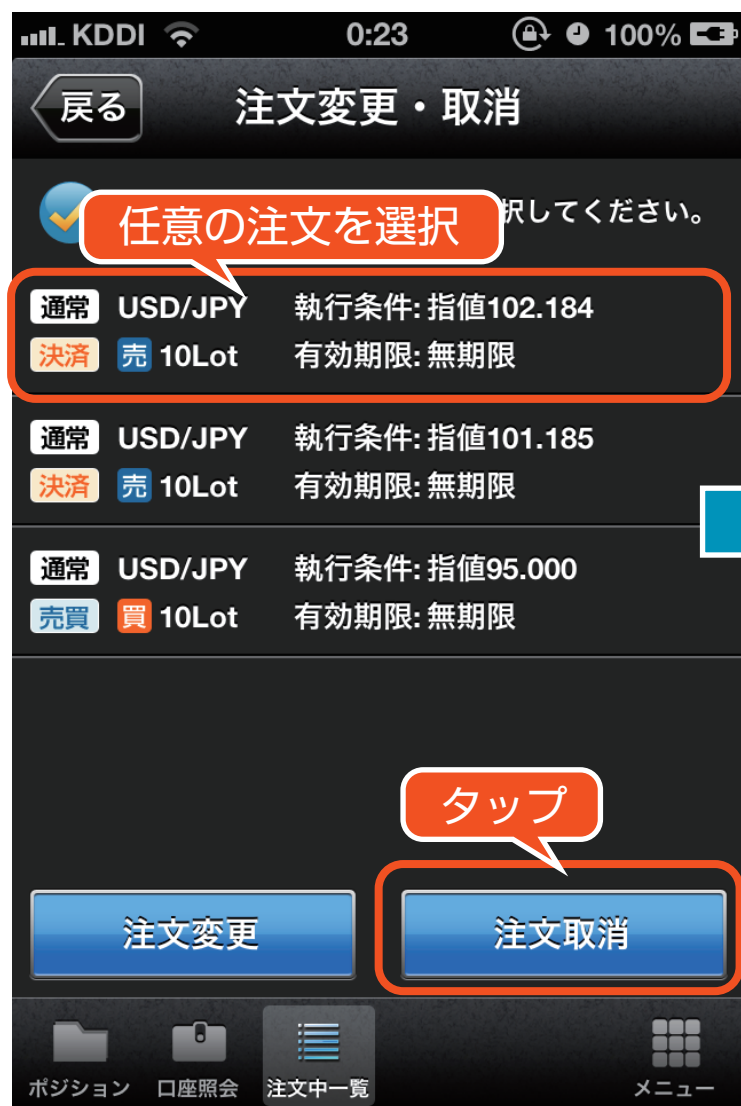 KDDI 0:23 100%
戻る 注文変更・取消
任意の注文を選択
択してください。
通常 USD/JPY 執行条件: 指値102.184
決済 売 10Lot 有効期限: 無期限
通常 USD/JPY 執行条件: 指値101.185
決済 売 10Lot 有効期限: 無期限
通常 USD/JPY 執行条件: 指値95.000
売買 買 10Lot 有効期限: 無期限
タップ
注文変更 注文取消
ポジション 口座照会 注文中一覧 メニュー